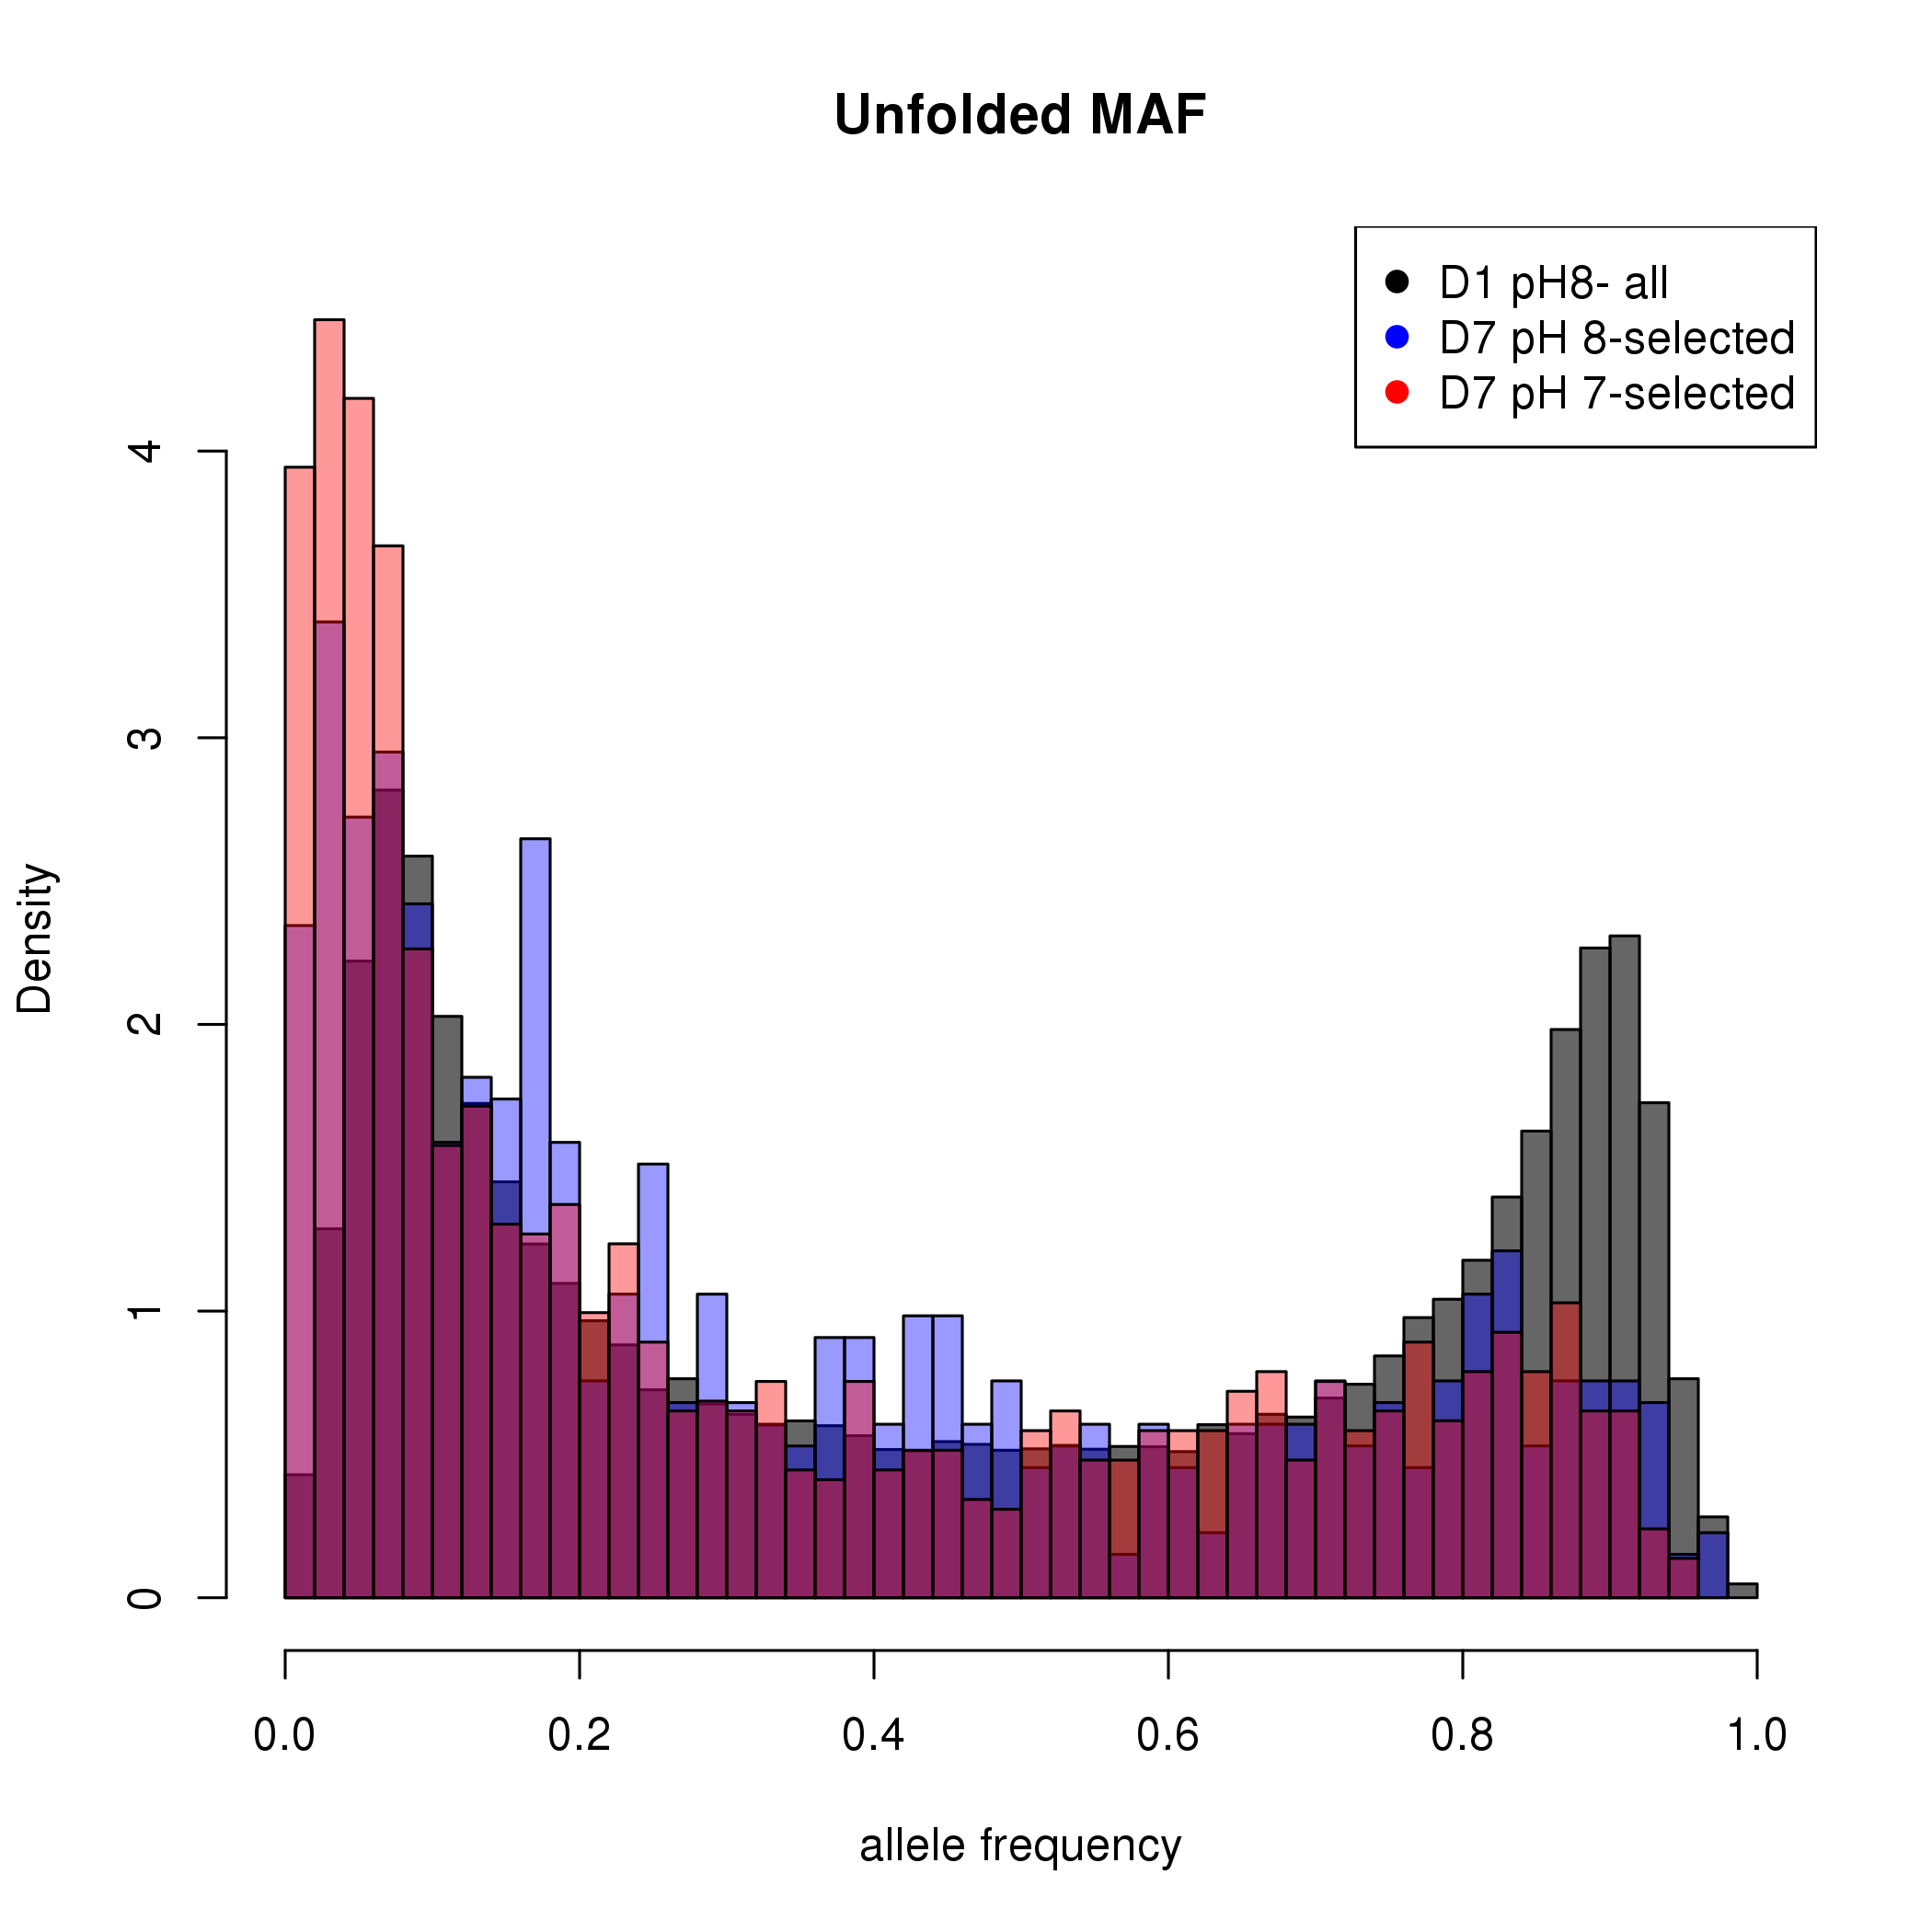 Unfolded MAF
D1 pH8- all
D7 pH 8-selected
D7 pH 7-selected
Density
4
3
2
1
0
0.0 0.2 0.4 0.6 0.8 1.0
allele frequency